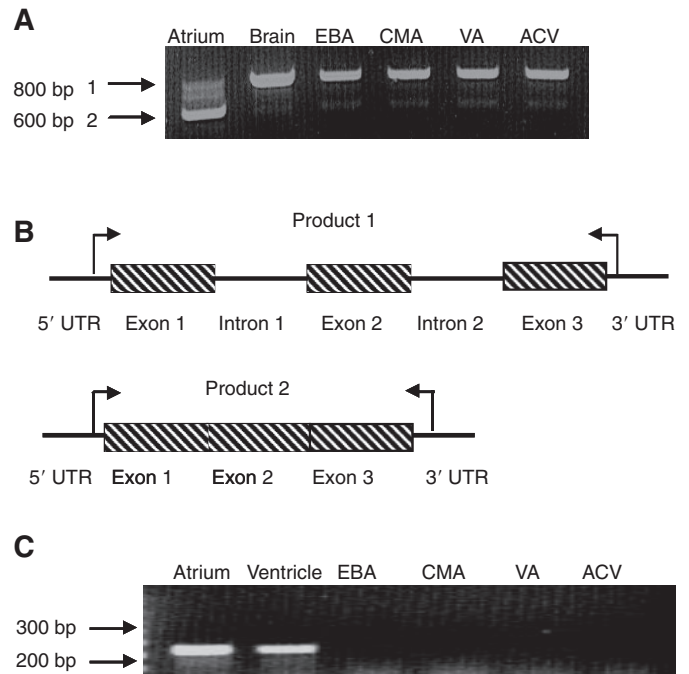 A
Atrium Brain EBA CMA VA ACV
800 bp 1
600 bp 2
B
Product 1
5′ UTR Exon 1 Intron 1 Exon 2 Intron 2 Exon 3 3′ UTR
Product 2
5′ UTR Exon 1 Exon 2 Exon 3 3′ UTR
C
Atrium Ventricle EBA CMA VA ACV
300 bp
200 bp